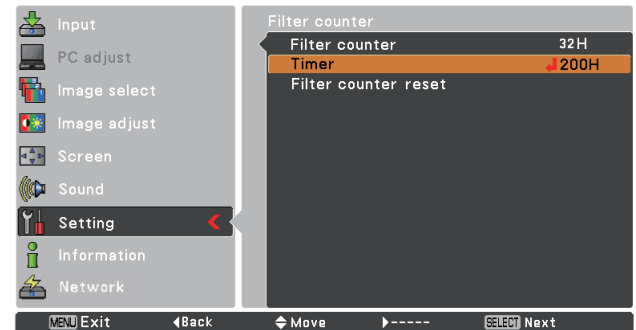 Input
PC adjust
Image select
Image adjust
Screen
Sound
Setting
Information
Network
Filter counter
Filter counter 32H
Timer 200H
Filter counter reset
MENU Exit ◀Back Move ▶----- SELECT Next